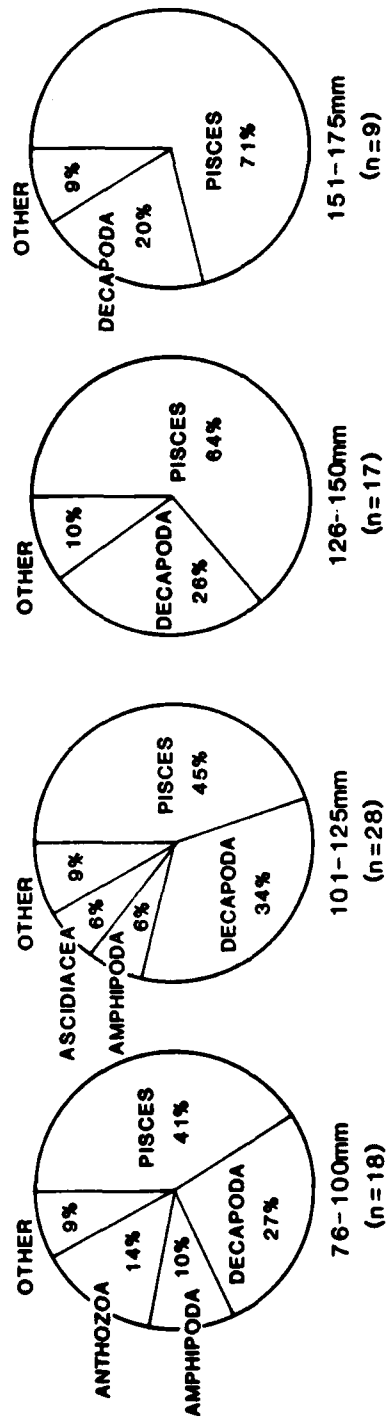 OTHER
9%
ANTHOZOA
14%
PISCES
41%
AMPHIPODA
10%
DECAPODA
27%
76-100mm
(n=18)
OTHER
9%
ASCIDIACEA
6%
AMPHIPODA
6%
PISCES
45%
DECAPODA
34%
101-125mm
(n=28)
OTHER
10%
PISCES
64%
DECAPODA
26%
126-150mm
(n=17)
OTHER
9%
DECAPODA
20%
PISCES
71%
151-175mm
(n=9)